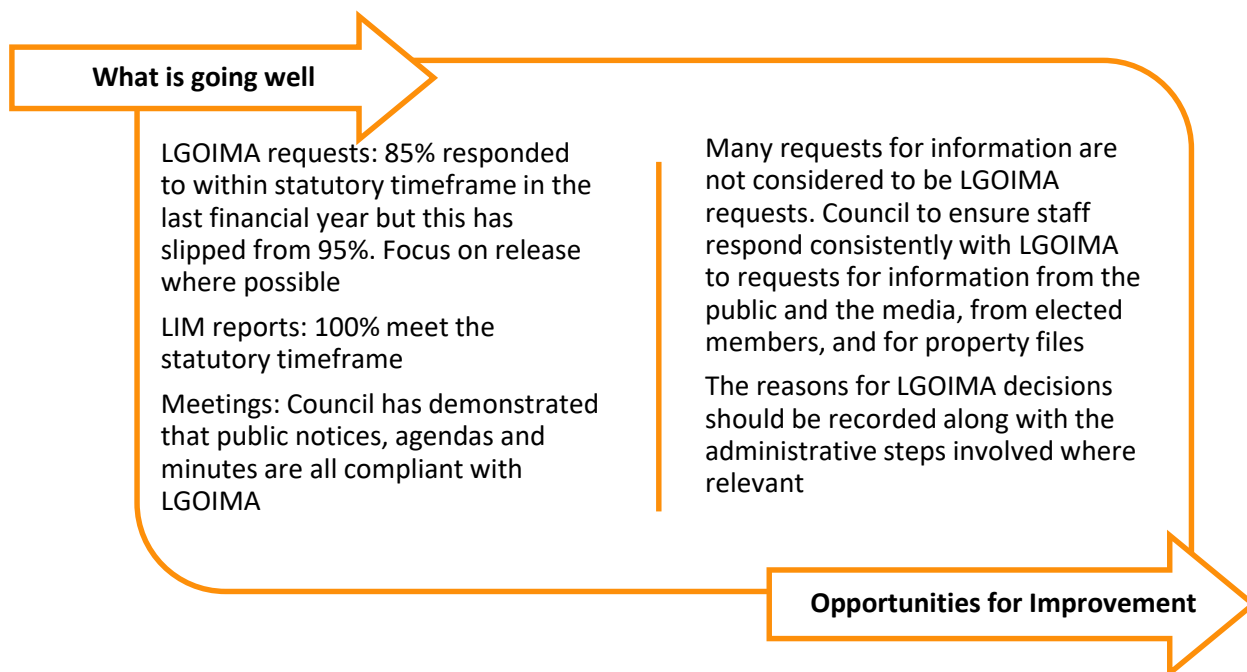 What is going well
LGOIMA requests: 85% responded
to within statutory timeframe in the
last financial year but this has
slipped from 95%. Focus on release
where possible
LIM reports: 100% meet the
statutory timeframe
Meetings: Council has demonstrated
that public notices, agendas and
minutes are all compliant with
LGOIMA
Many requests for information are
not considered to be LGOIMA
requests. Council to ensure staff
respond consistently with LGOIMA
to requests for information from the
public and the media, from elected
members, and for property files
The reasons for LGOIMA decisions
should be recorded along with the
administrative steps involved where
relevant
Opportunities for Improvement